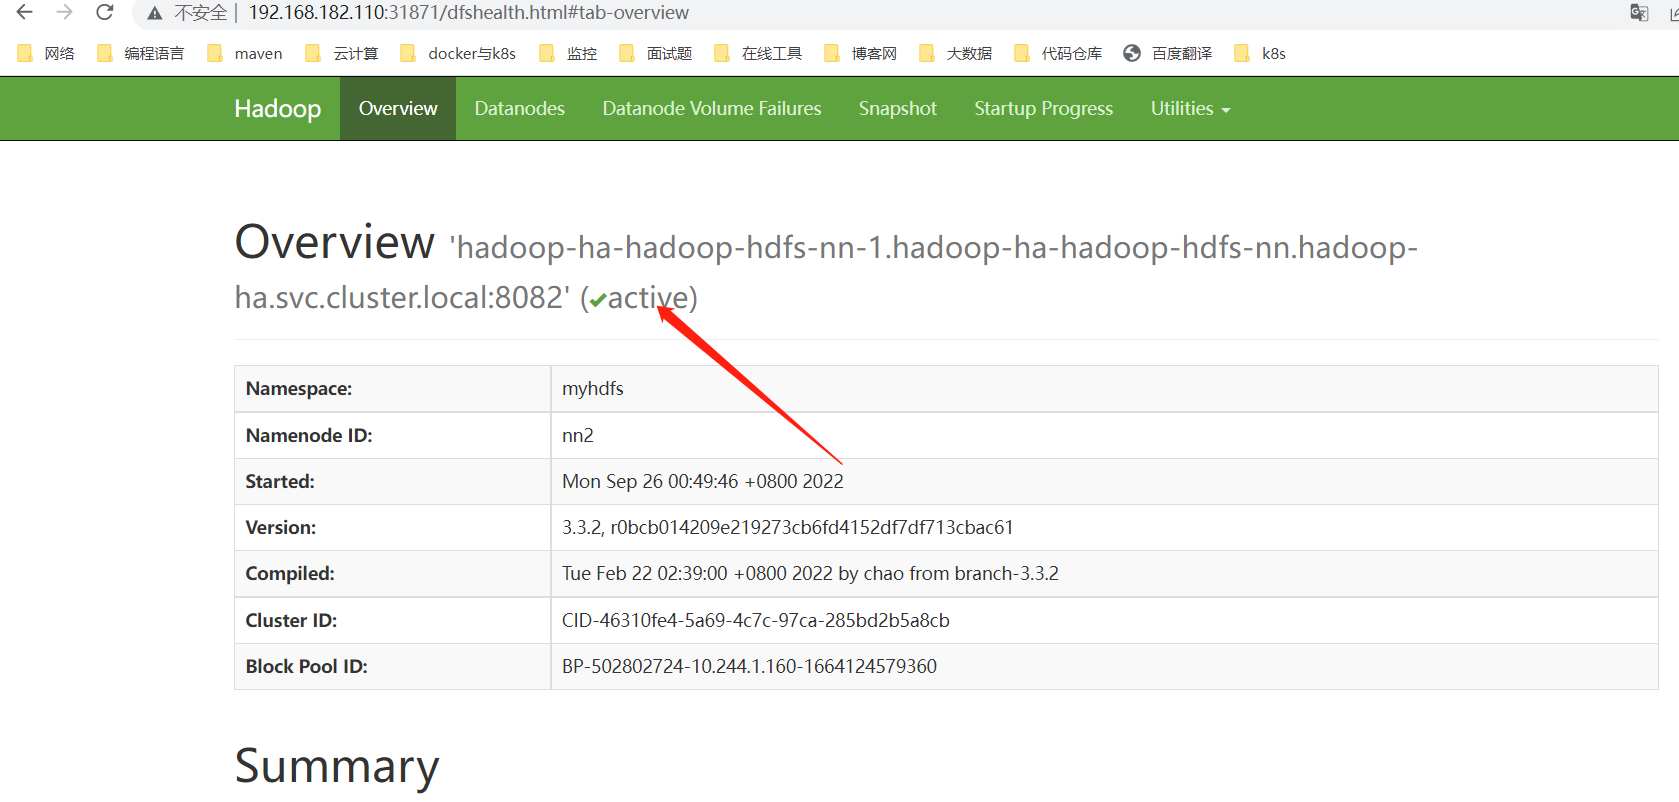 不安全 | 192.168.182.110:31871/dfshealth.html#tab-overview
网络 编程语言 maven 云计算 docker与k8s 监控 面试题 在线工具 博客网 大数据 代码仓库 百度翻译 k8s
Hadoop Overview Datanodes Datanode Volume Failures Snapshot Startup Progress Utilities
Overview 'hadoop-ha-hadoop-hdfs-nn-1.hadoop-ha-hadoop-hdfs-nn.hadoop-
ha.svc.cluster.local:8082' (✔active)
Namespace: myhdfs
Namenode ID: nn2
Started: Mon Sep 26 00:49:46 +0800 2022
Version: 3.3.2, r0bcb014209e219273cb6fd4152df7df713cbac61
Compiled: Tue Feb 22 02:39:00 +0800 2022 by chao from branch-3.3.2
Cluster ID: CID-46310fe4-5a69-4c7c-97ca-285bd2b5a8cb
Block Pool ID: BP-502802724-10.244.1.160-1664124579360
Summary